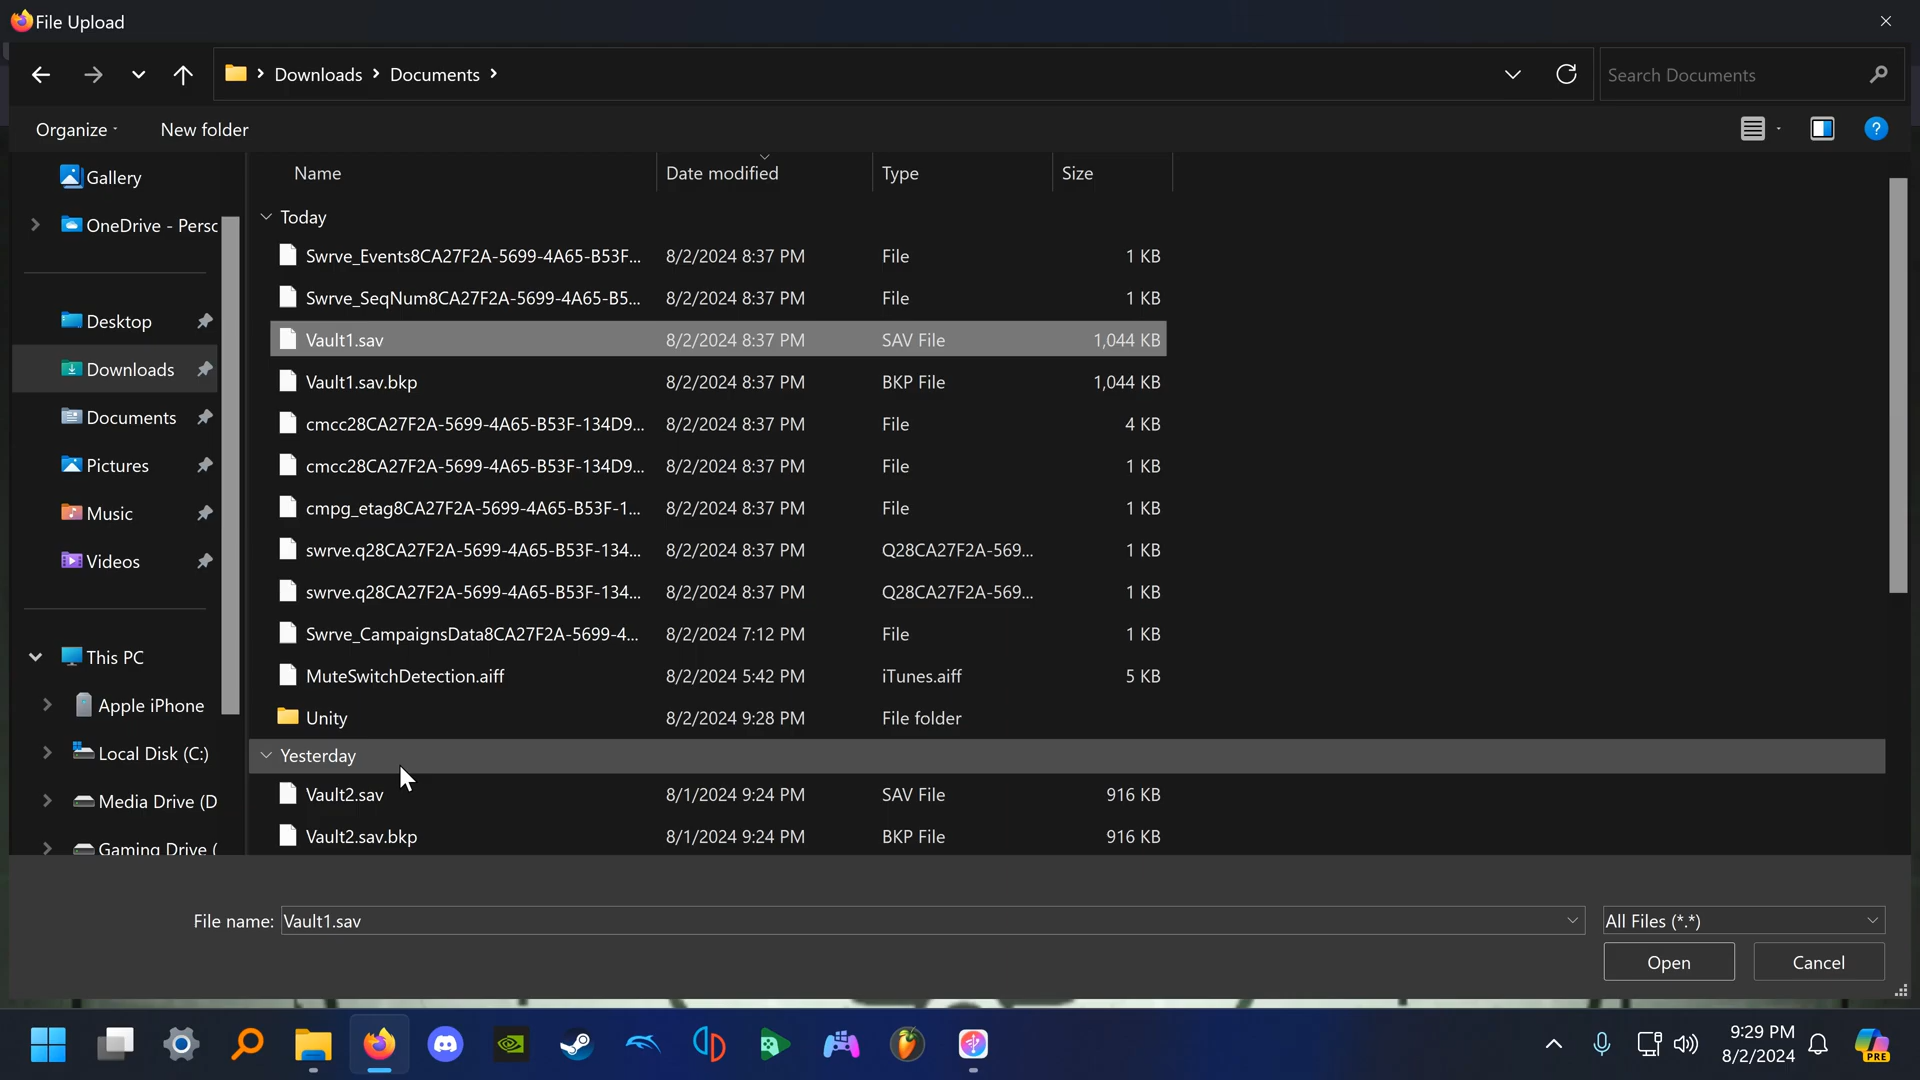 File Upload
Downloads
Documents
Search Documents
Organize
New folder
Gallery
OneDrive - Persc
Desktop
Downloads
Documents
Pictures
Music
Videos
This PC
Apple iPhone
Local Disk (C:)
Media Drive (D
Gaming Drive (
Name Date modified Type Size
Today
Swrve_Events8CA27F2A-5699-4A65-B53F... 8/2/2024 8:37 PM File 1 KB
Swrve_SeqNum8CA27F2A-5699-4A65-B5... 8/2/2024 8:37 PM File 1 KB
Vault1.sav 8/2/2024 8:37 PM SAV File 1,044 KB
Vault1.sav.bkp 8/2/2024 8:37 PM BKP File 1,044 KB
cmcc28CA27F2A-5699-4A65-B53F-134D9... 8/2/2024 8:37 PM File 4 KB
cmcc28CA27F2A-5699-4A65-B53F-134D9... 8/2/2024 8:37 PM File 1 KB
cmpg_etag8CA27F2A-5699-4A65-B53F-1... 8/2/2024 8:37 PM File 1 KB
swrve.q28CA27F2A-5699-4A65-B53F-134... 8/2/2024 8:37 PM Q28CA27F2A-569... 1 KB
swrve.q28CA27F2A-5699-4A65-B53F-134... 8/2/2024 8:37 PM Q28CA27F2A-569... 1 KB
Swrve_CampaignsData8CA27F2A-5699-4... 8/2/2024 7:12 PM File 1 KB
MuteSwitchDetection.aiff 8/2/2024 5:42 PM iTunes.aiff 5 KB
Unity 8/2/2024 9:28 PM File folder
Yesterday
Vault2.sav 8/1/2024 9:24 PM SAV File 916 KB
Vault2.sav.bkp 8/1/2024 9:24 PM BKP File 916 KB
File name: Vault1.sav
All Files (*.*)
Open
Cancel
9:29 PM
8/2/2024
PRE